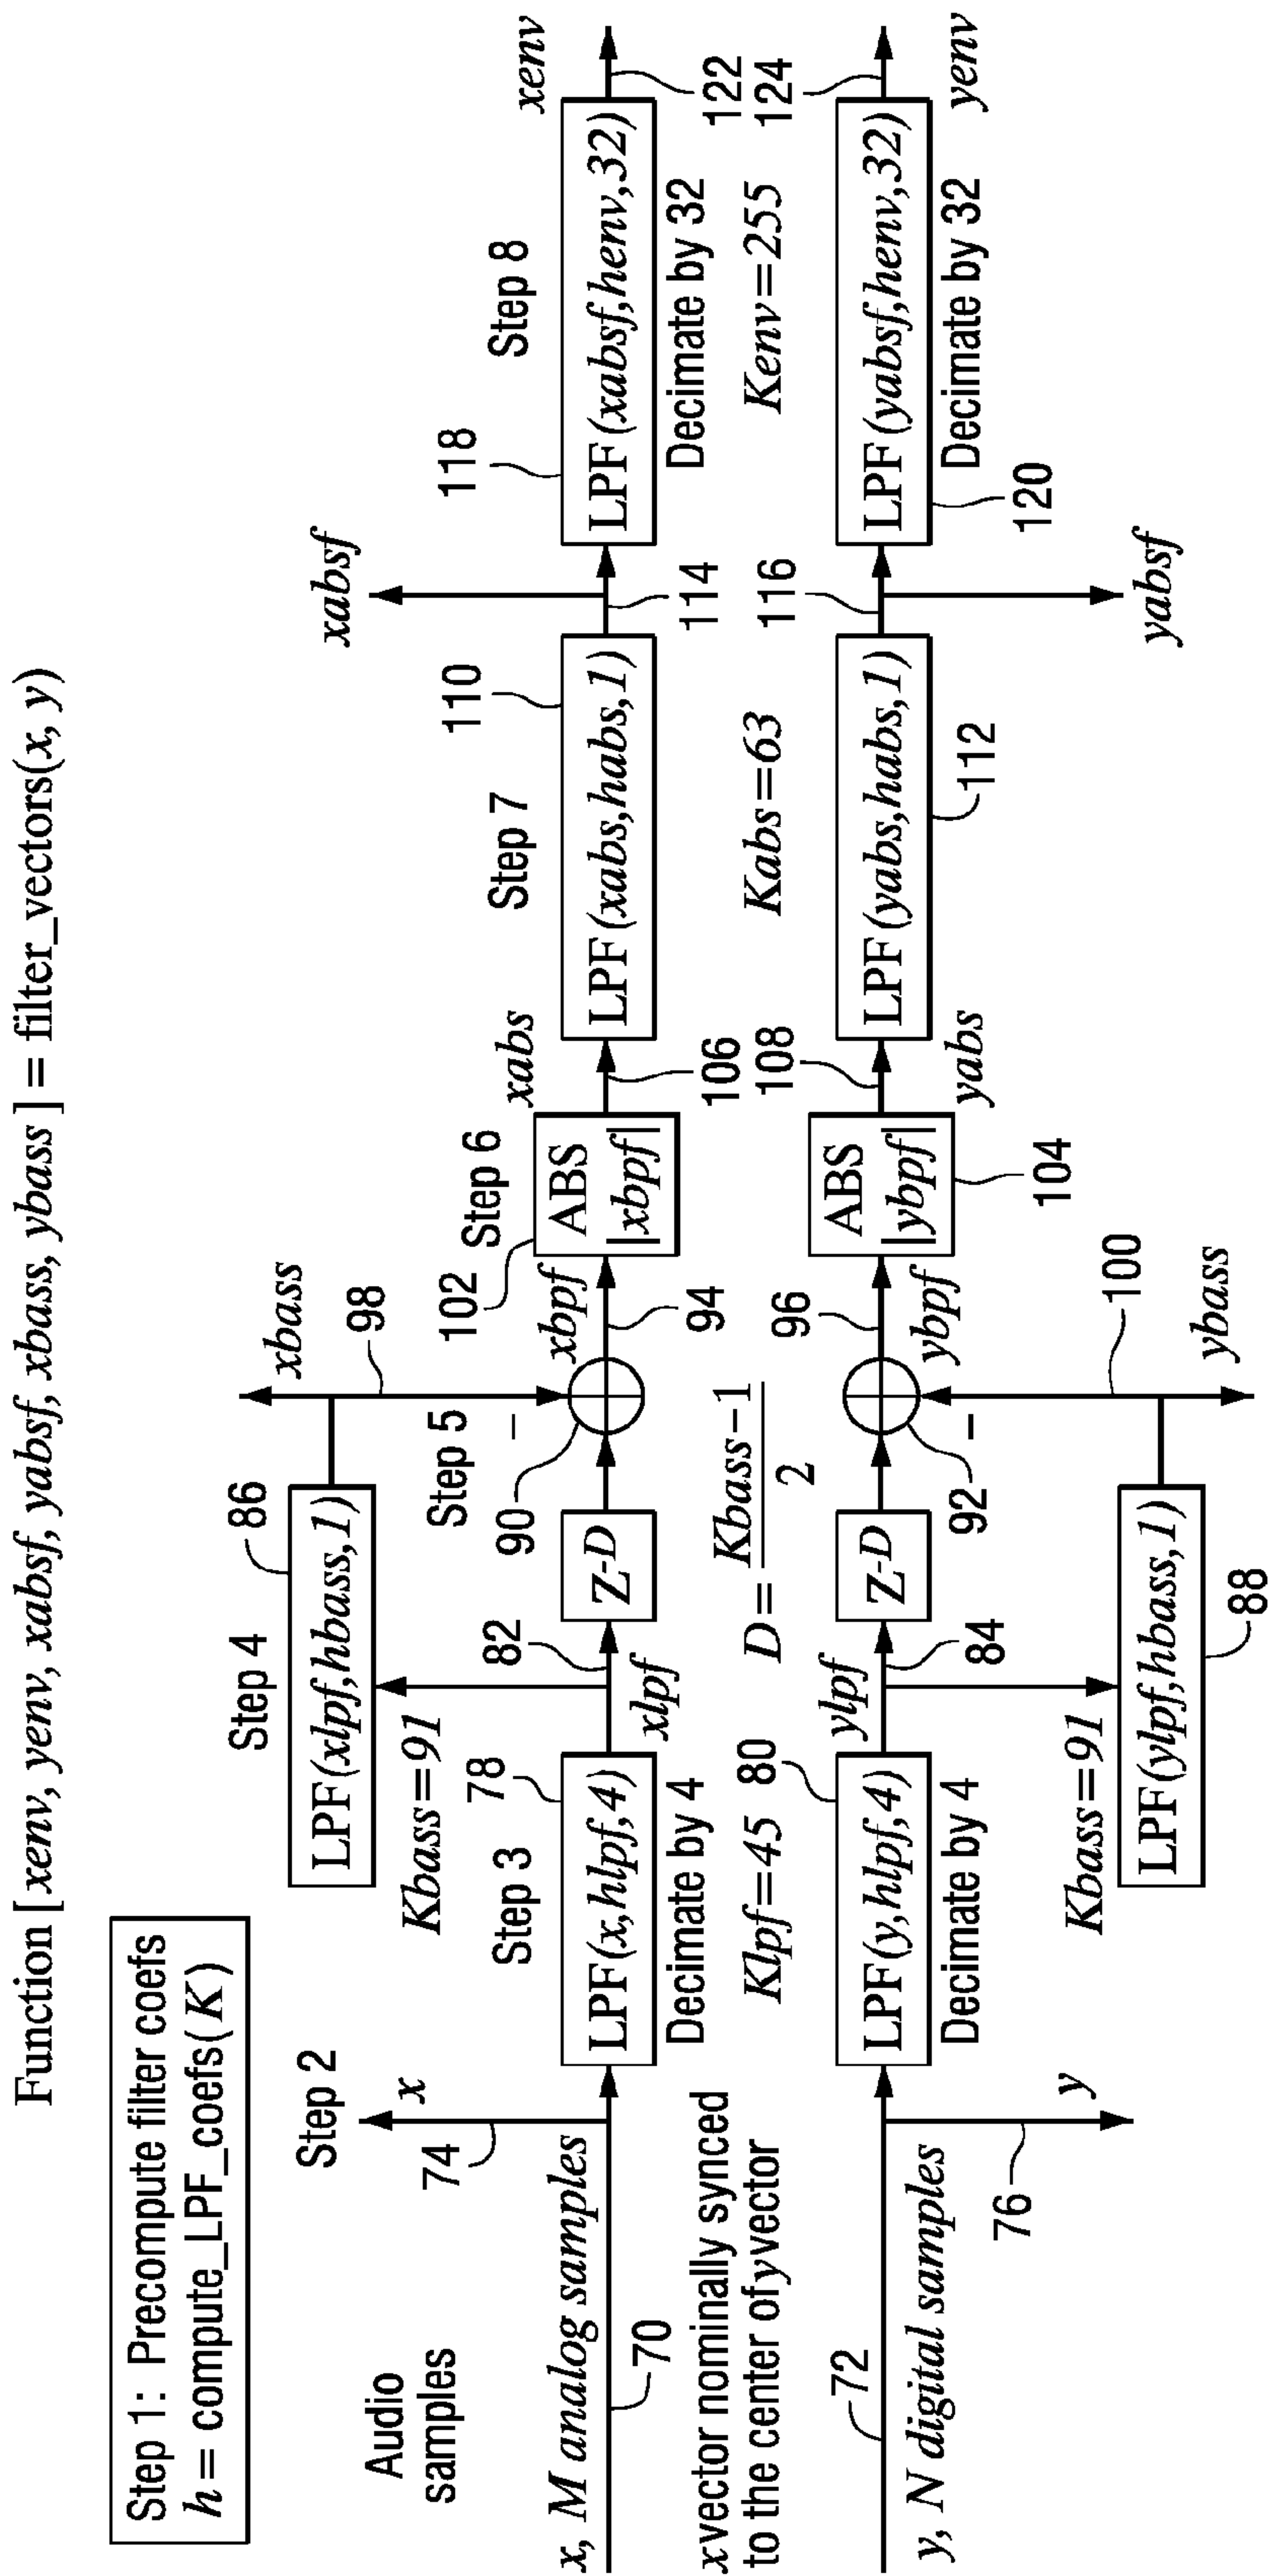 Function [xenv, yenv, xabsf, yabsf, xbass, ybass] = filter_vectors(x, y)
Step 1: Precompute filter coefs
h = compute_LPF_coefs(K)
Audio
samples
Step 2
x
74
x, M analog samples
70
x vector nominally synced
to the center of y vector
72
y, N digital samples
76
y
Step 3
78
LPF(x,hlpf,4)
Decimate by 4
Klpf=45
80
LPF(y,hlpf,4)
Decimate by 4
Step 4
86
LPF(xlpf,hbass,1)
Kbass=91
82
xlpf
Z-D
D= Kbass-1
2
ylpf
84
Z-D
Kbass=91
LPF(ylpf,hbass,1)
88
xbass
98
Step 5
–
90
xbpf
94
96
ybpf
92
–
100
ybass
102
Step 6
ABS
|xbpf|
xabs
106
108
ABS
|ybpf|
yabs
104
Step 7
110
LPF(xabs,habs,1)
Kabs=63
LPF(yabs,habs,1)
112
xabsf
114
116
yabsf
118
Step 8
LPF(xabsf,henv,32)
Decimate by 32
Kenv=255
LPF(yabsf,henv,32)
Decimate by 32
120
xenv
122
124
yenv